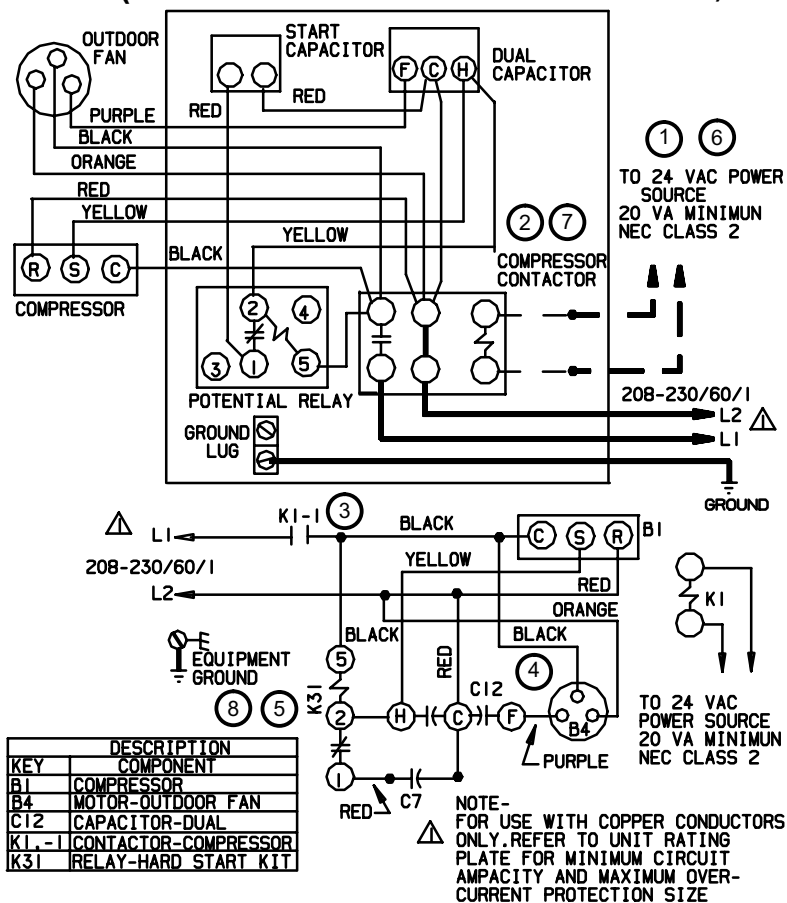 OUTDOOR
FAN
START
CAPACITOR
DUAL
CAPACITOR
F C H
RED
RED
PURPLE
BLACK
ORANGE
RED
YELLOW
YELLOW
BLACK
R S C
COMPRESSOR
1 6
TO 24 VAC POWER
SOURCE
20 VA MINIMUN
NEC CLASS 2
2 7
COMPRESSOR
CONTACTOR
2 4
3 1 5
POTENTIAL RELAY
GROUND
LUG
208-230/60/1
L2
L1
GROUND
K1-1
3
BLACK
C S R
B1
L1
208-230/60/1
L2
YELLOW
RED
ORANGE
K1
EQUIPMENT
GROUND
BLACK
RED
BLACK
8 5
K31
5
2
1
H C F
C12
4
B4
PURPLE
RED
C7
TO 24 VAC
POWER SOURCE
20 VA MINIMUN
NEC CLASS 2
DESCRIPTION
KEY COMPONENT
B1 COMPRESSOR
B4 MOTOR-OUTDOOR FAN
C12 CAPACITOR-DUAL
K1,-1 CONTACTOR-COMPRESSOR
K31 RELAY-HARD START KIT
NOTE-
FOR USE WITH COPPER CONDUCTORS
ONLY.REFER TO UNIT RATING
PLATE FOR MINIMUM CIRCUIT
AMPACITY AND MAXIMUM OVER-
CURRENT PROTECTION SIZE